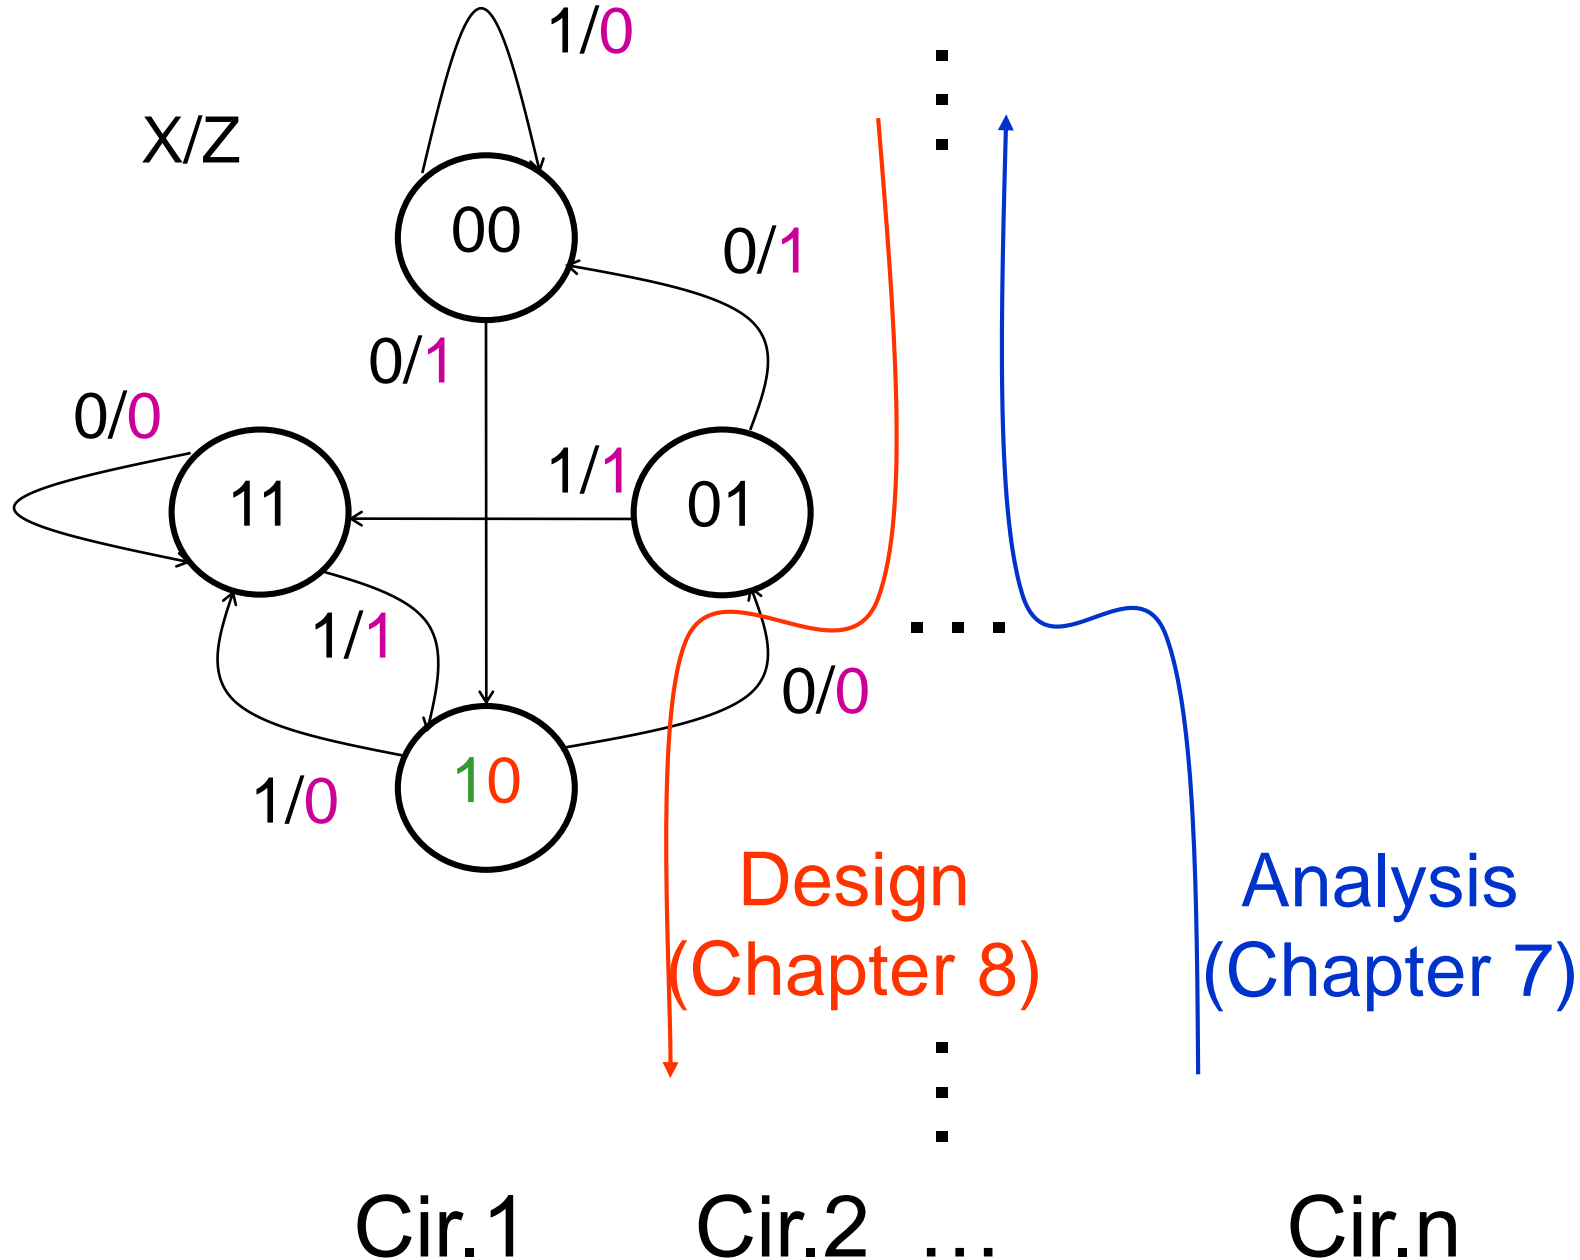 1/0
X/Z
00
0/1
0/1
0/0
1/1
11
01
1/1
0/0
10
1/0
Design
(Chapter 8)
Analysis
(Chapter 7)
Cir.1 Cir.2 ... Cir.n